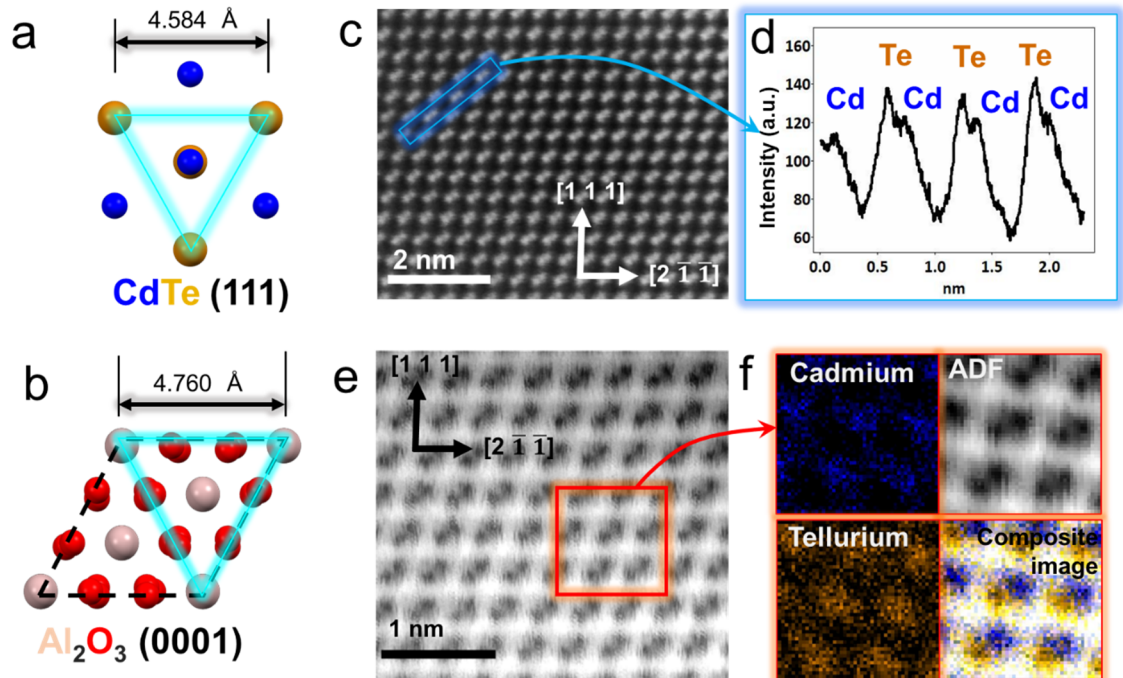 a
4.584 Å
CdTe (111)
b
4.760 Å
Al₂O₃ (0001)
c
[1 1 1]
[2 1̅ 1̅]
2 nm
d
Intensity (a.u.)
160
140
120
100
80
60
Te Te Te
Cd Cd Cd Cd
0.0 0.5 1.0 1.5 2.0
nm
e
[1 1 1]
[2 1̅ 1̅]
1 nm
f
Cadmium
ADF
Tellurium
Composite
image